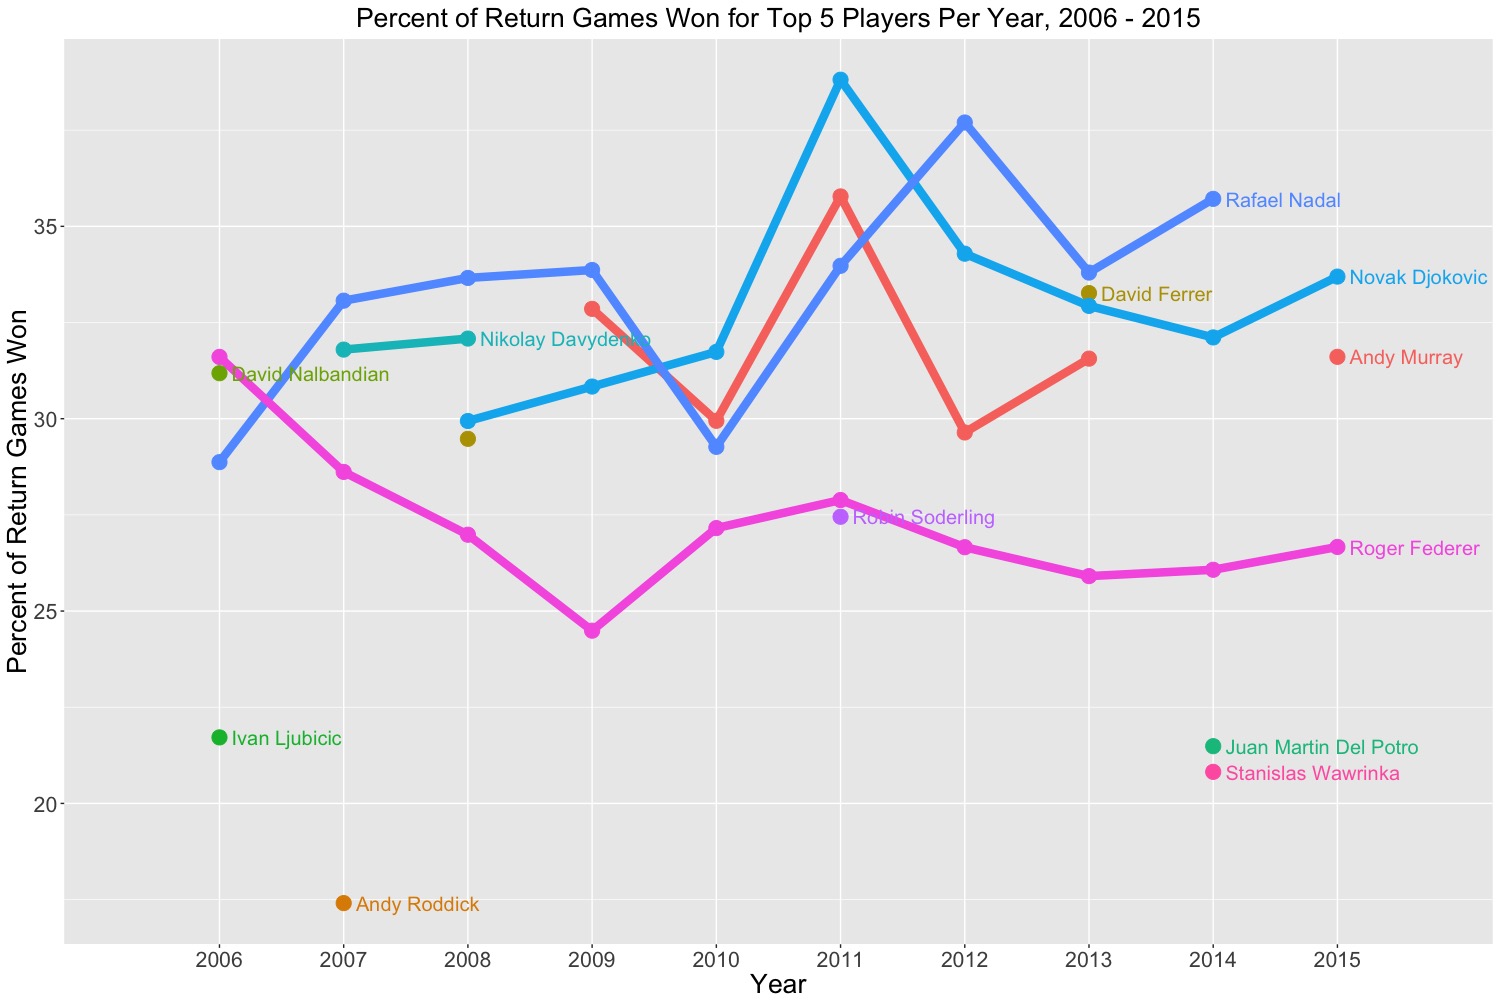 Percent of Return Games Won for Top 5 Players Per Year, 2006 - 2015
Percent of Return Games Won
35
30
25
20
Rafael Nadal
Novak Djokovic
David Ferrer
Nikolay Davydenko
Andy Murray
David Nalbandian
Robin Soderling
Roger Federer
Ivan Ljubicic
Juan Martin Del Potro
Stanislas Wawrinka
Andy Roddick
2006 2007 2008 2009 2010 2011 2012 2013 2014 2015
Year